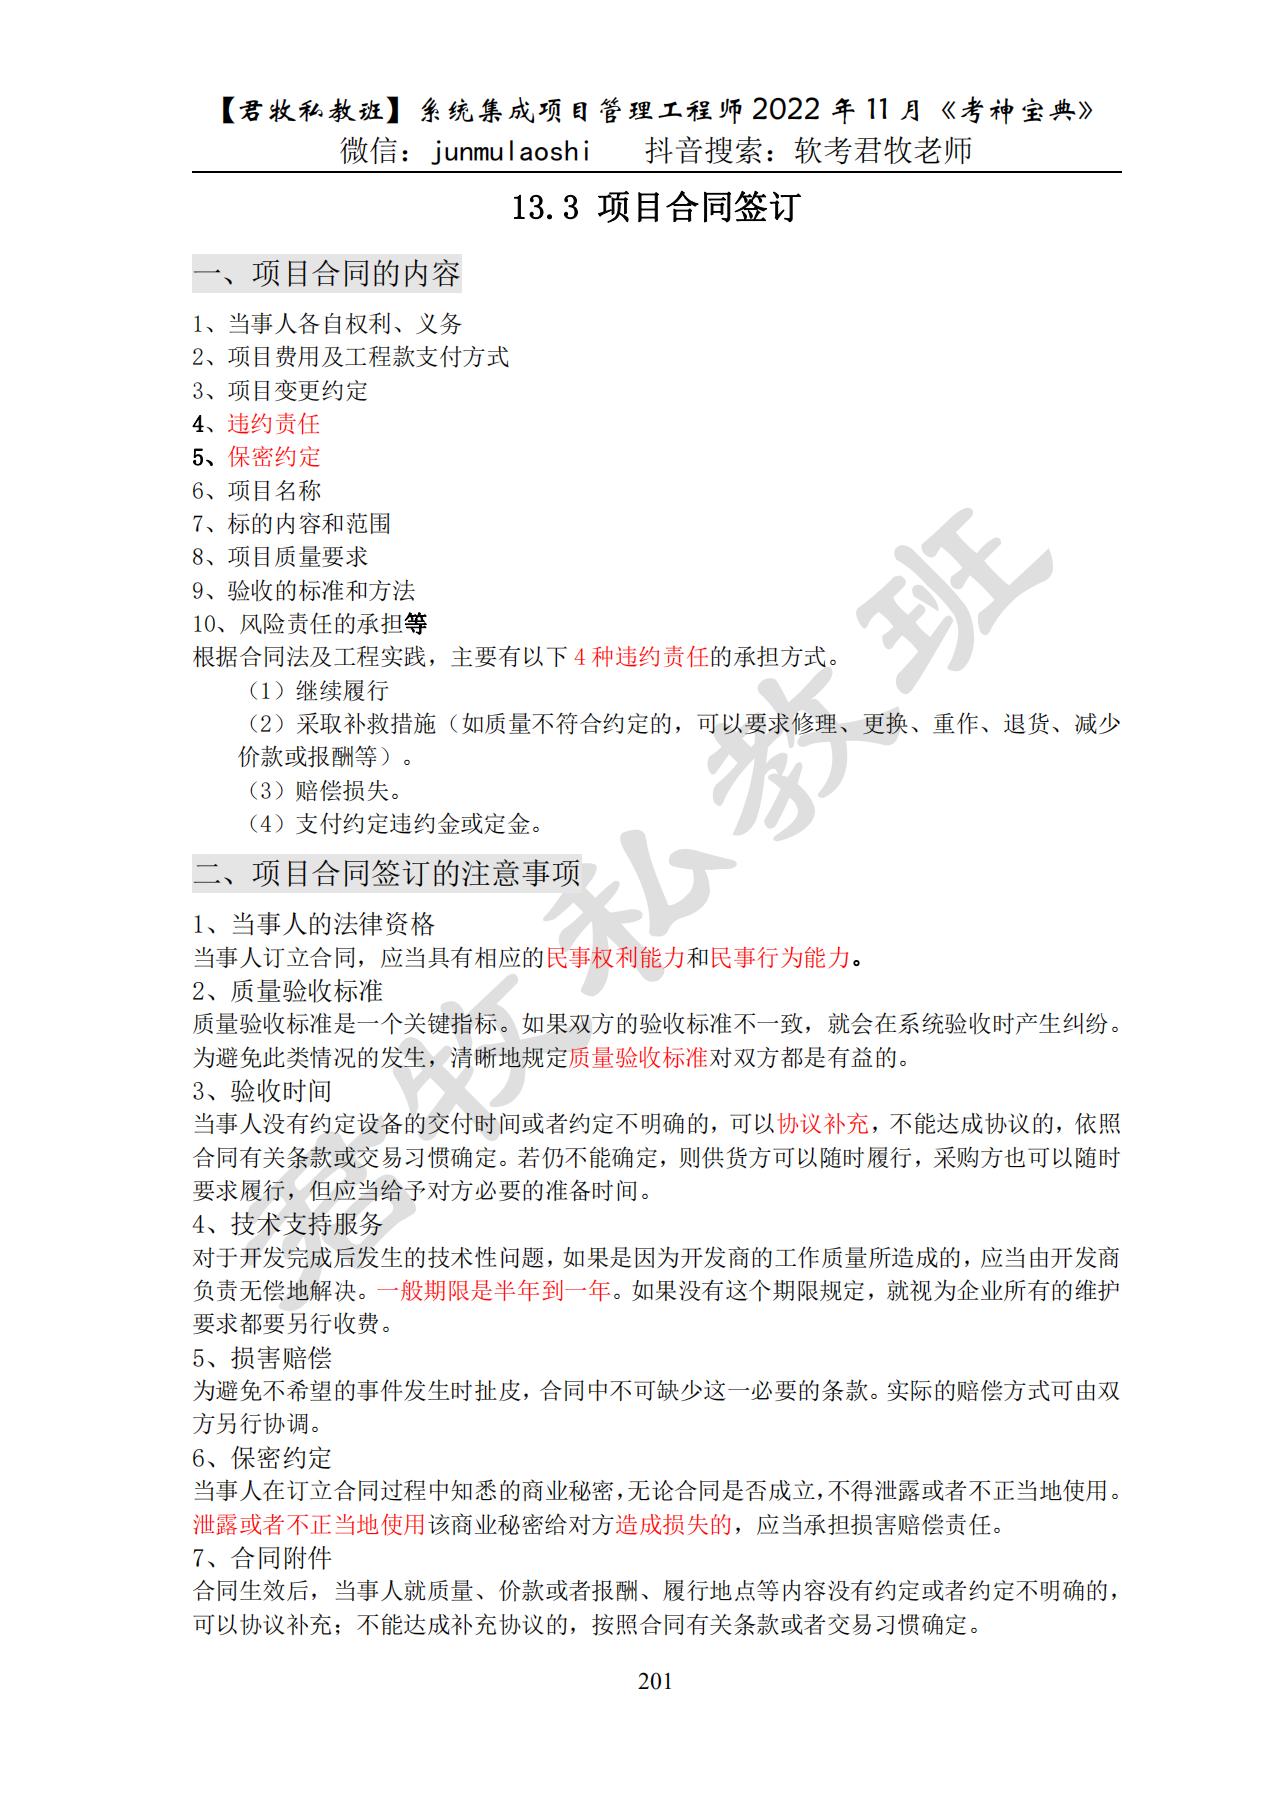 【君牧私教班】系统集成项目管理工程师 2022 年 11 月《考神宝典》
微信：junmulaoshi  抖音搜索：软考君牧老师
13.3 项目合同签订
一、项目合同的内容
1、当事人各自权利、义务
2、项目费用及工程款支付方式
3、项目变更约定
4、违约责任
5、保密约定
6、项目名称
7、标的内容和范围
8、项目质量要求
9、验收的标准和方法
10、风险责任的承担等
根据合同法及工程实践，主要有以下 4 种违约责任的承担方式。
（1）继续履行
（2）采取补救措施（如质量不符合约定的，可以要求修理、更换、重作、退货、减少
价款或报酬等）。
（3）赔偿损失。
（4）支付约定违约金或定金。
二、项目合同签订的注意事项
1、当事人的法律资格
当事人订立合同，应当具有相应的民事权利能力和民事行为能力。
2、质量验收标准
质量验收标准是一个关键指标。如果双方的验收标准不一致，就会在系统验收时产生纠纷。
为避免此类情况的发生，清晰地规定质量验收标准对双方都是有益的。
3、验收时间
当事人没有约定设备的交付时间或者约定不明确的，可以协议补充，不能达成协议的，依照
合同有关条款或交易习惯确定。若仍不能确定，则供货方可以随时履行，采购方也可以随时
要求履行，但应当给予对方必要的准备时间。
4、技术支持服务
对于开发完成后发生的技术性问题，如果是因为开发商的工作质量所造成的，应当由开发商
负责无偿地解决。一般期限是半年到一年。如果没有这个期限规定，就视为企业所有的维护
要求都要另行收费。
5、损害赔偿
为避免不希望的事件发生时扯皮，合同中不可缺少这一必要的条款。实际的赔偿方式可由双
方另行协调。
6、保密约定
当事人在订立合同过程中知悉的商业秘密，无论合同是否成立，不得泄露或者不正当地使用。
泄露或者不正当地使用该商业秘密给对方造成损失的，应当承担损害赔偿责任。
7、合同附件
合同生效后，当事人就质量、价款或者报酬、履行地点等内容没有约定或者约定不明确的，
可以协议补充；不能达成补充协议的，按照合同有关条款或者交易习惯确定。
君牧私教班
201